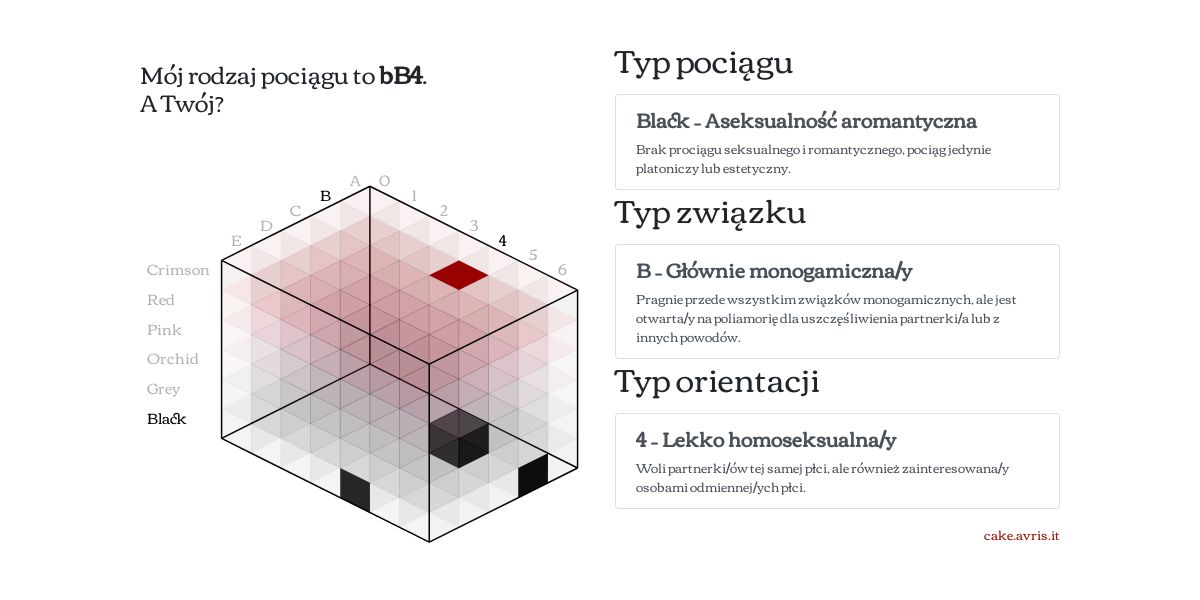 Mój rodzaj pociągu to bB4.
A Twój?
A O
B 1
C 2
D 3
E 4
5
6
Crimson
Red
Pink
Orchid
Grey
Black
Typ pociągu
Black – Aseksualność aromantyczna
Brak prociągu seksualnego i romantycznego, pociąg jedynie
platoniczy lub estetyczny.
Typ związku
B – Głównie monogamiczna/y
Pragnie przede wszystkim związków monogamicznych, ale jest
otwarta/y na poliamorię dla uszczęśliwienia partnerki/a lub z
innych powodów.
Typ orientacji
4 – Lekko homoseksualna/y
Woli partnerki/ów tej samej płci, ale również zainteresowana/y
osobami odmiennej/ych płci.
cake.avris.it